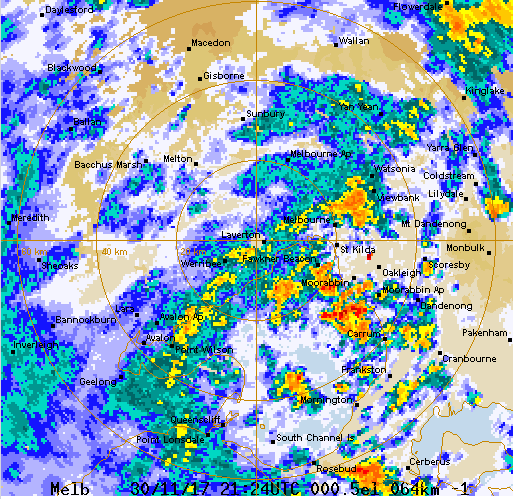 Daylesford
Flowerdale
Macedon
Wallan
Blackwood
Gisborne
Kinglake
Sunbury
Yan Yean
Ballan
Yarra Glen
Melbourne Ap
Bacchus Marsh
Melton
Watsonia
Coldstream
Viewbank
Lilydale
Meredith
Melbourne
Mt Dandenong
Laverton
St Kilda
Monbulk
40 km
Sheoaks
Werribee
Fawkner Beacon
Scoresby
Oakleigh
Moorabbin
Moorabbin Ap
Dandenong
Lara
Avalon Ap
Bannockburn
Carrum
Pakenham
Avalon
Inverleigh
Point Wilson
Cranbourne
Frankston
Geelong
Mornington
Queenscliff
Point Lonsdale
South Channel Is
Rosebud
Cerberus
Melb 30/11/17 21:24UTC 000.5el 064km -1